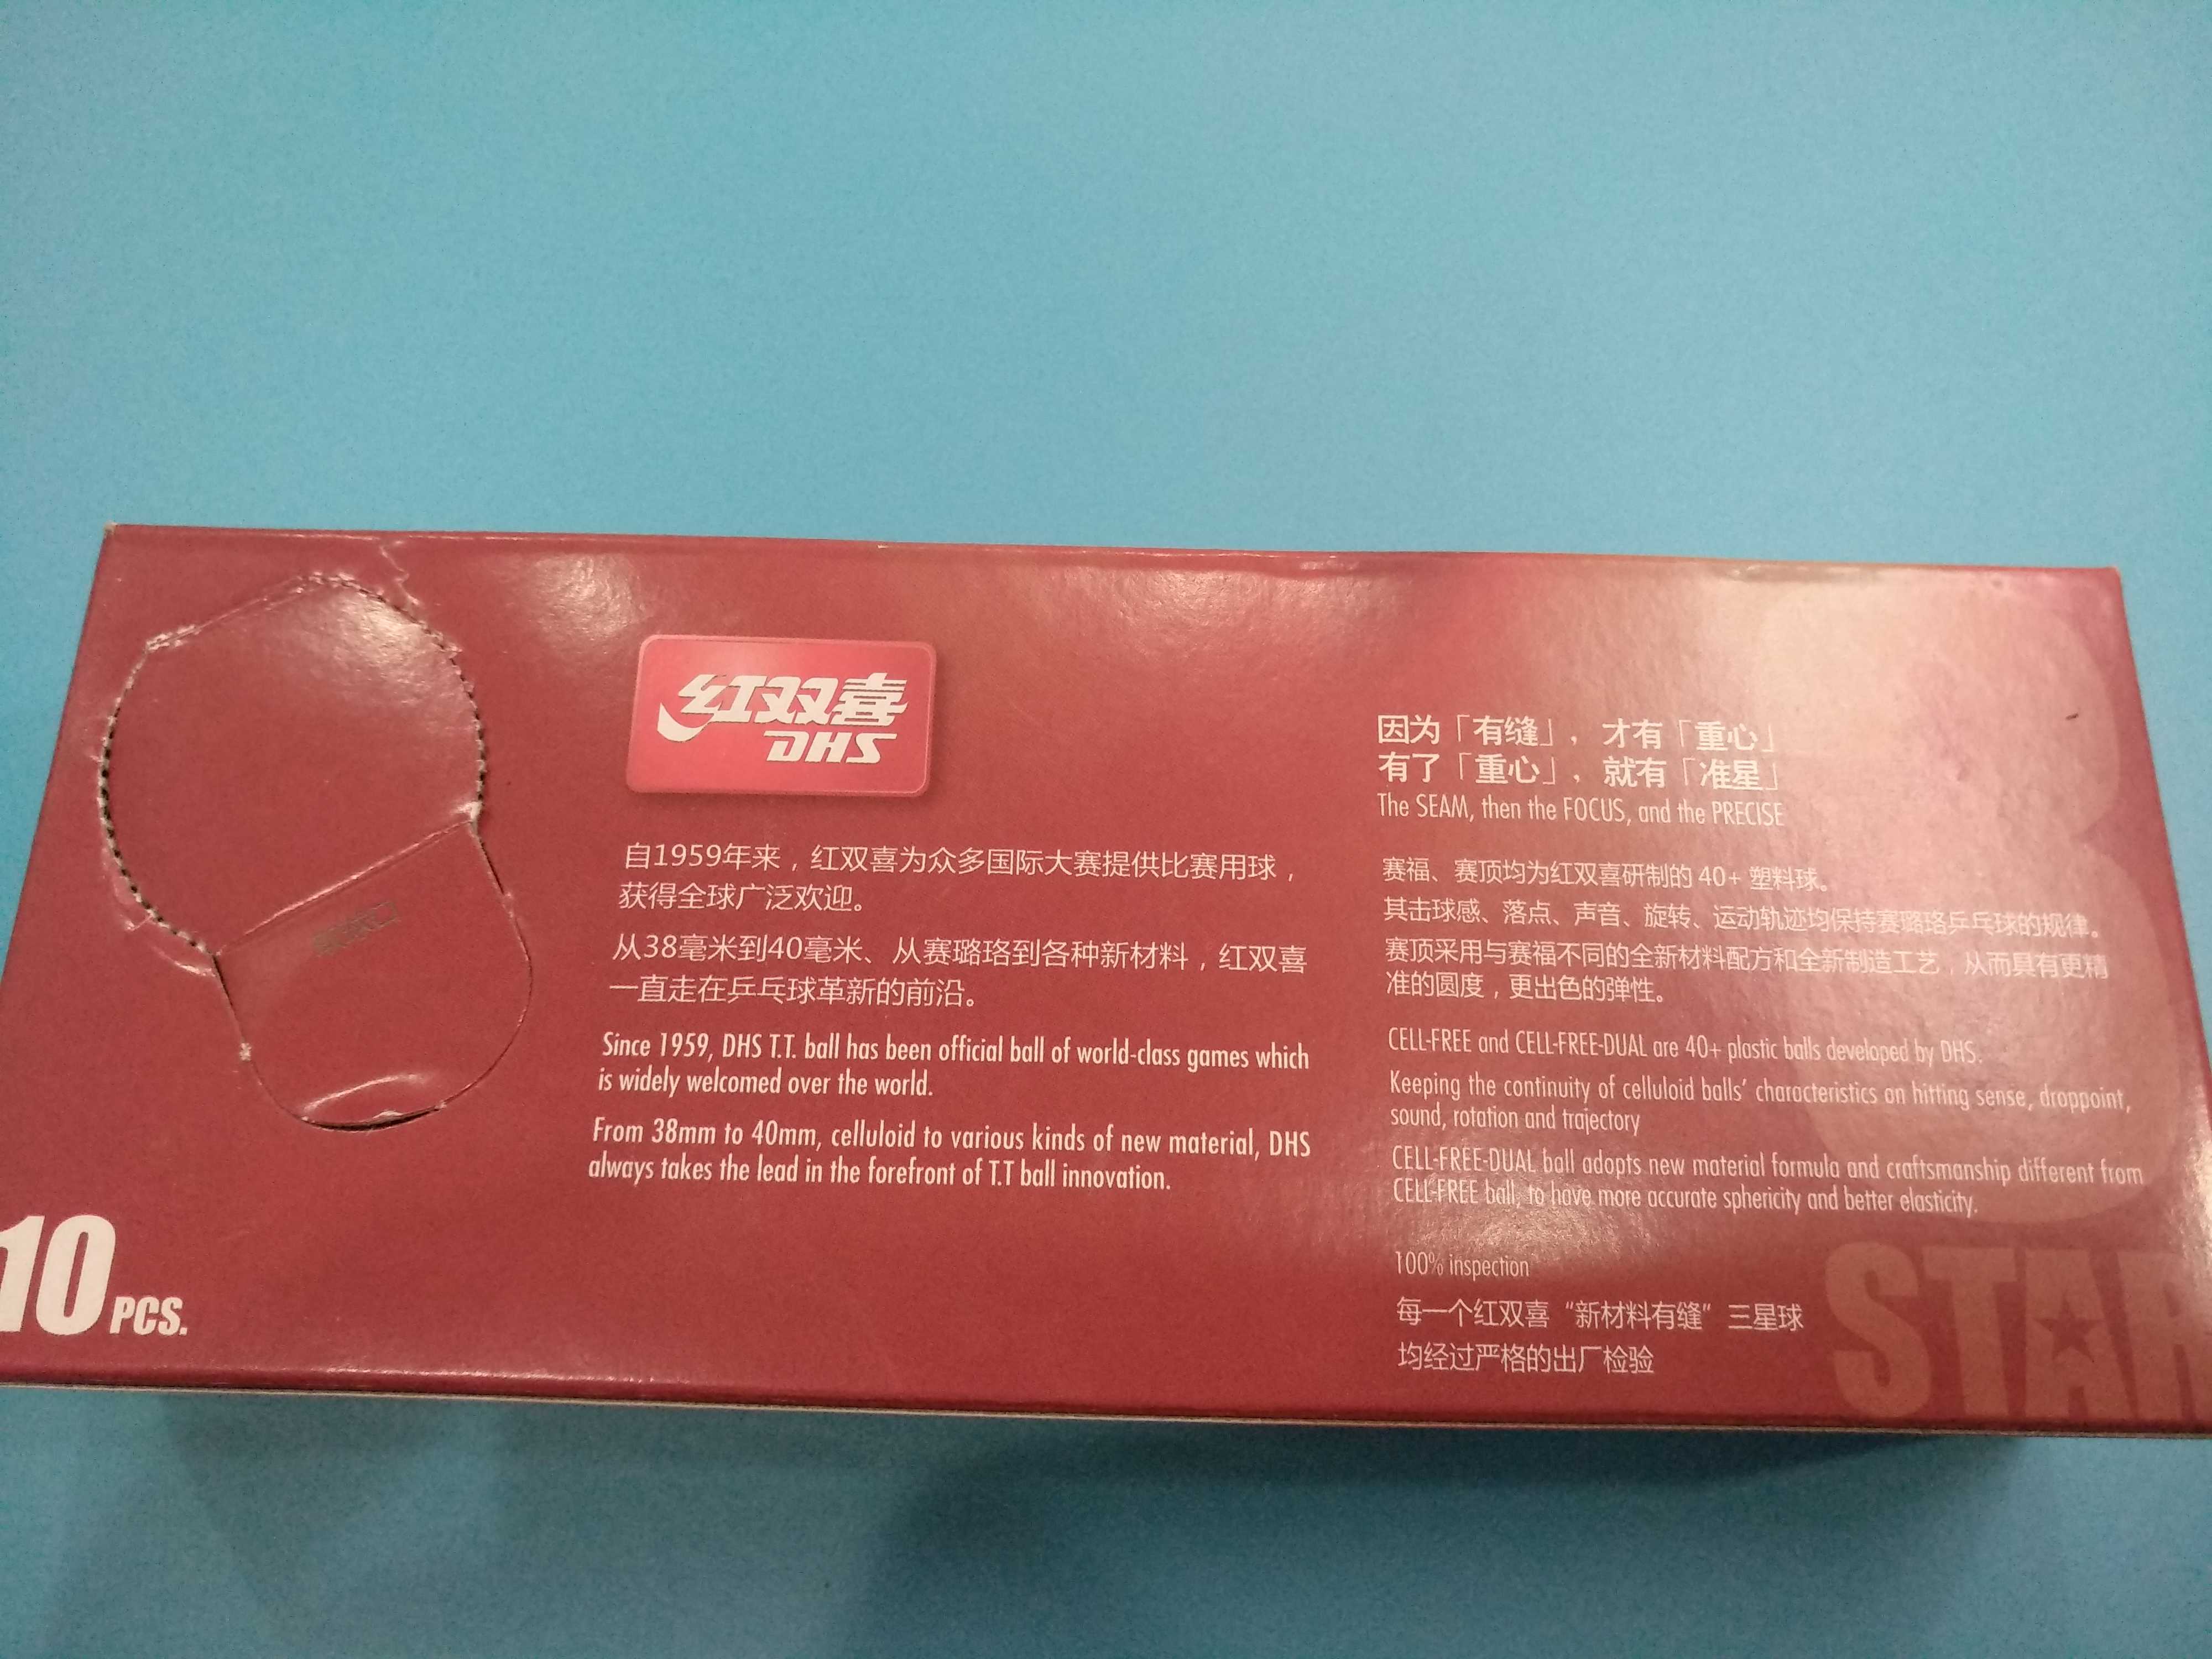 红双喜
DHS
自1959年来，红双喜为众多国际大赛提供比赛用球，
获得全球广泛欢迎。
从38毫米到40毫米、从赛璐珞到各种新材料，红双喜
一直走在乒乓球革新的前沿。
Since 1959, DHS T.T. ball has been official ball of world-class games which
is widely welcomed over the world.
From 38mm to 40mm, celluloid to various kinds of new material, DHS
always takes the lead in the forefront of T.T ball innovation.
10 PCS.
因为「有缝」，才有「重心」
有了「重心」，就有「准星」
The SEAM, then the FOCUS, and the PRECISE
赛福、赛顶均为红双喜研制的 40+ 塑料球。
其击球感、落点、声音、旋转、运动轨迹均保持赛璐珞乒乓球的规律。
赛顶采用与赛福不同的全新材料配方和全新制造工艺，从而具有更精
准的圆度，更出色的弹性。
CELL-FREE and CELL-FREE-DUAL are 40+ plastic balls developed by DHS.
Keeping the continuity of celluloid balls' characteristics on hitting sense, droppoint,
sound, rotation and trajectory
CELL-FREE-DUAL ball adopts new material formula and craftsmanship different from
CELL-FREE ball, to have more accurate sphericity and better elasticity.
100% inspection
每一个红双喜“新材料有缝”三星球
均经过严格的出厂检验
3
STAR